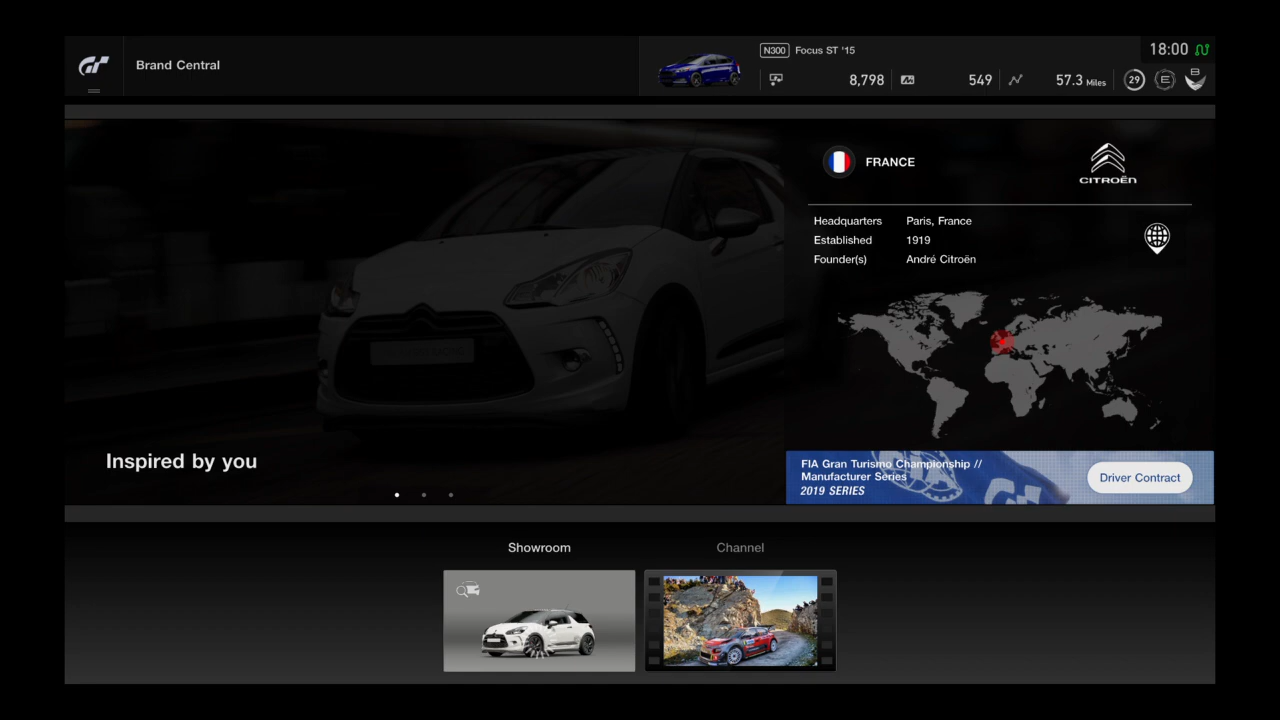 Brand Central
N300 Focus ST '15
18:00
8,798
549
57.3 Miles
29
E
B
FRANCE
CITROËN
Headquarters Paris, France
Established 1919
Founder(s) André Citroën
Inspired by you
FIA Gran Turismo Championship //
Manufacturer Series
2019 SERIES
Driver Contract
Showroom
Channel